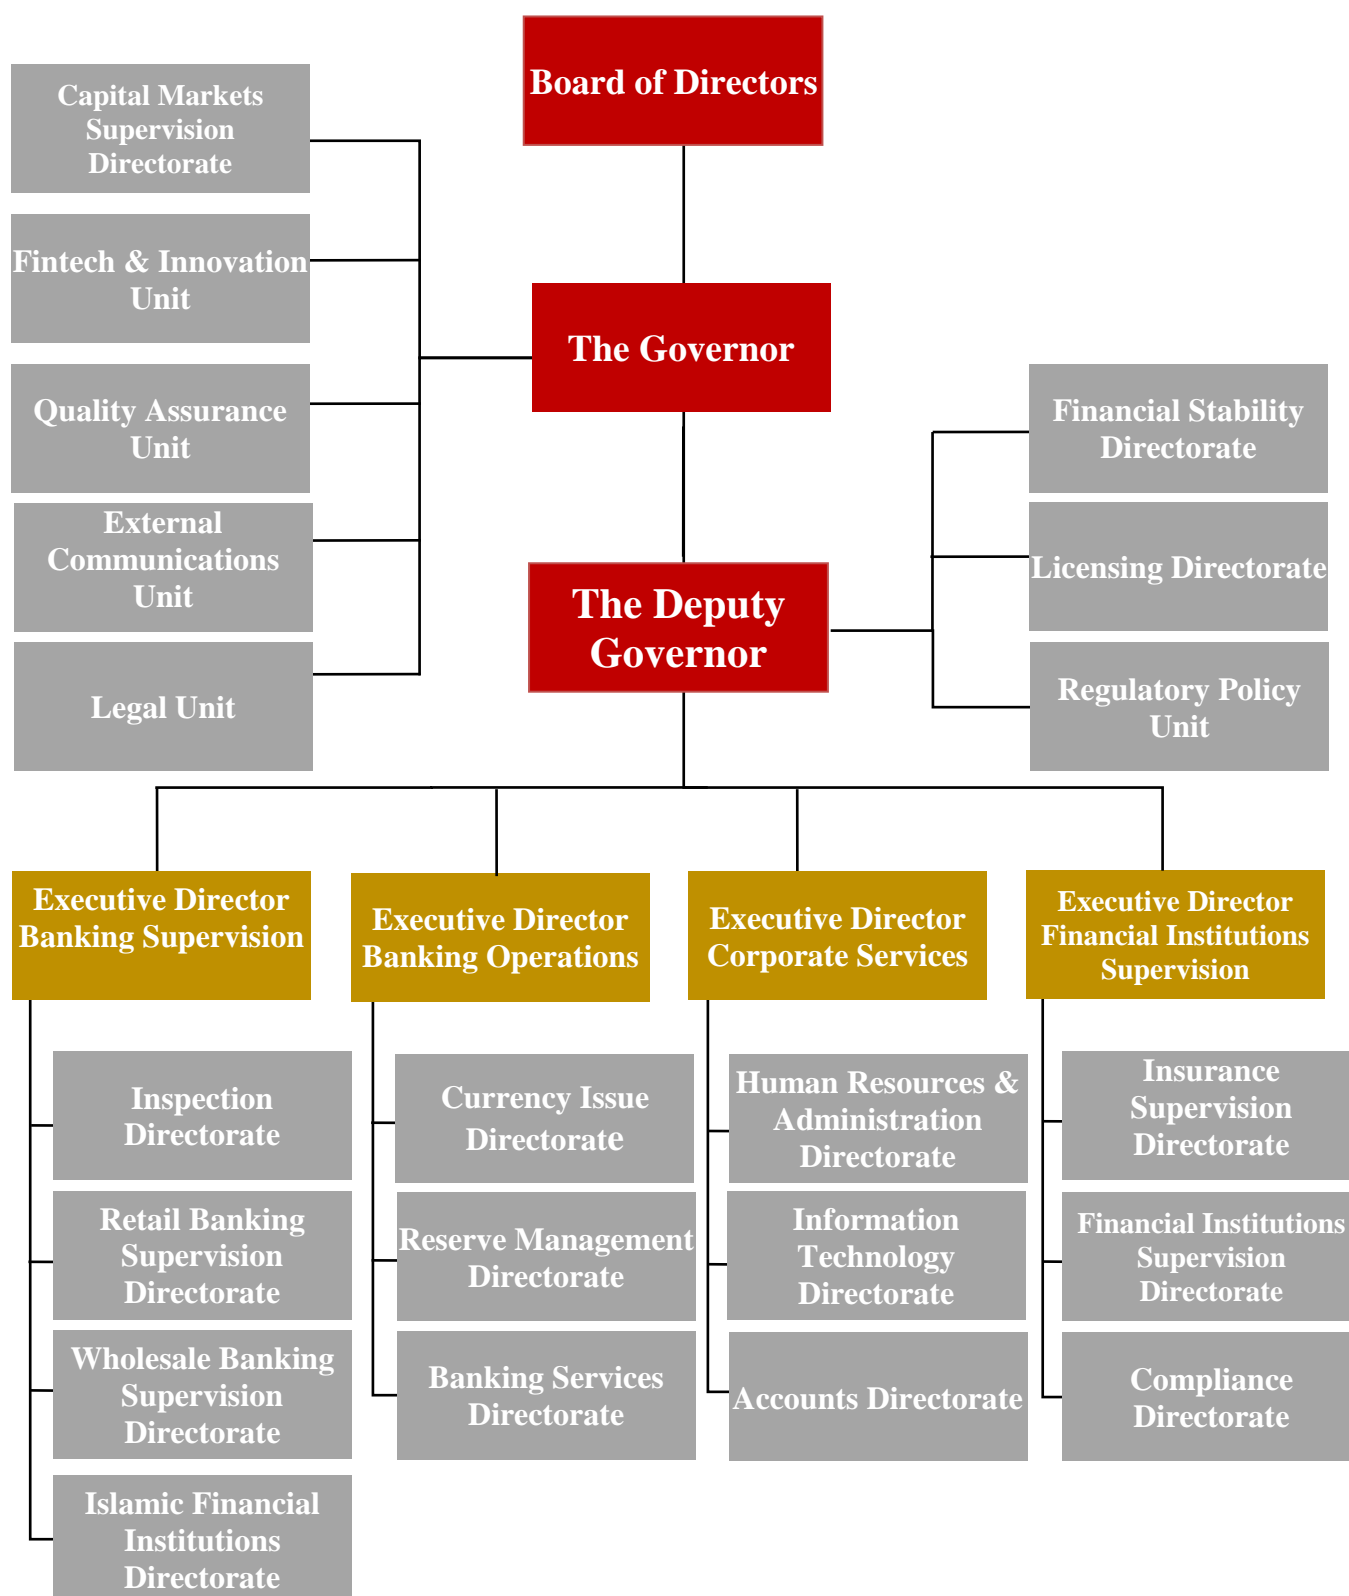 Board of Directors
Capital Markets
Supervision
Directorate
Fintech & Innovation
Unit
The Governor
Quality Assurance
Unit
Financial Stability
Directorate
External
Communications
Unit
Licensing Directorate
The Deputy
Governor
Legal Unit
Regulatory Policy
Unit
Executive Director
Banking Supervision
Executive Director
Banking Operations
Executive Director
Corporate Services
Executive Director
Financial Institutions
Supervision
Inspection
Directorate
Retail Banking
Supervision
Directorate
Wholesale Banking
Supervision
Directorate
Islamic Financial
Institutions
Directorate
Currency Issue
Directorate
Reserve Management
Directorate
Banking Services
Directorate
Human Resources &
Administration
Directorate
Information
Technology
Directorate
Accounts Directorate
Insurance
Supervision
Directorate
Financial Institutions
Supervision
Directorate
Compliance
Directorate